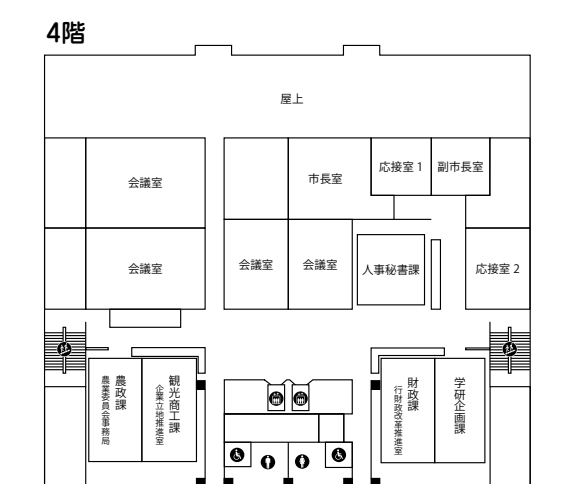 4階
屋上
会議室
市長室
応接室 1
副市長室
会議室
会議室
会議室
人事秘書課
応接室 2
農政課
農業委員会事務局
観光商工課
企業立地推進室
財政課
行財政改革推進室
学研企画課